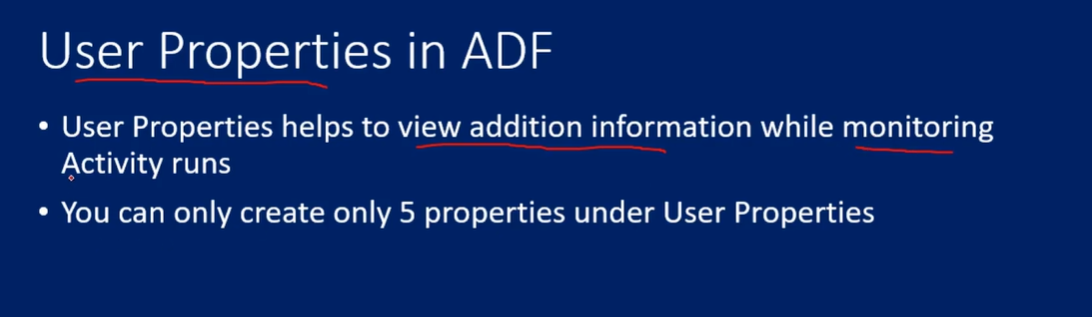 User Properties in ADF
• User Properties helps to view addition information while monitoring
Activity runs
• You can only create only 5 properties under User Properties